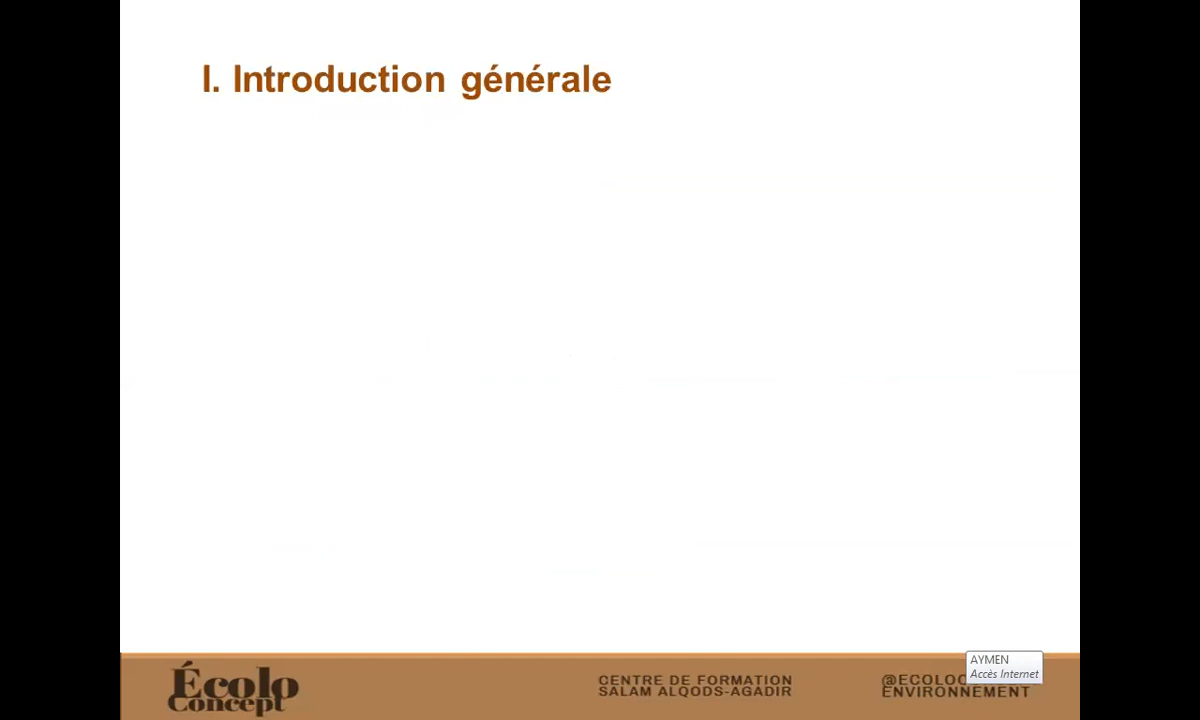 I. Introduction générale
Écolo
Concept
CENTRE DE FORMATION
SALAM ALQODS-AGADIR
ENVIRONNEMENT
AYMEN
Accès Internet